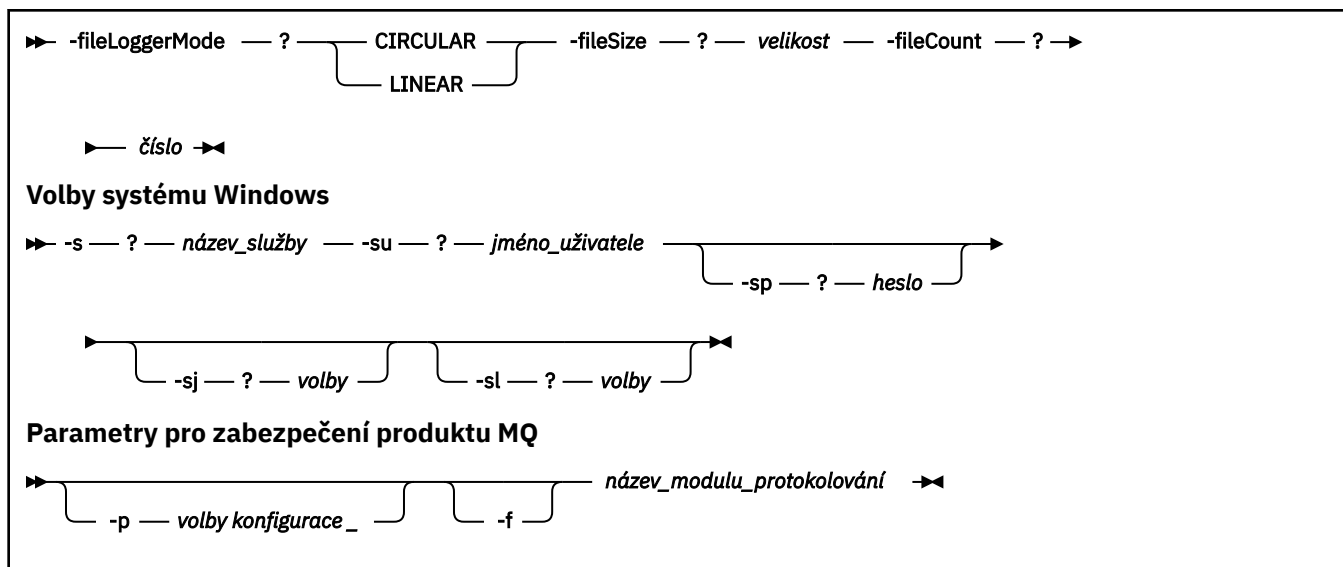 -fileLoggerMode ? CIRCULAR -fileSize ? velikost -fileCount ?
LINEAR
číslo
Volby systému Windows
-s ? název_služby -su ? jméno_uživatele
-sp ? heslo
-sj ? volby -sl ? volby
Parametry pro zabezpečení produktu MQ
název_modulu_protokolování
-p volby konfigurace _ -f